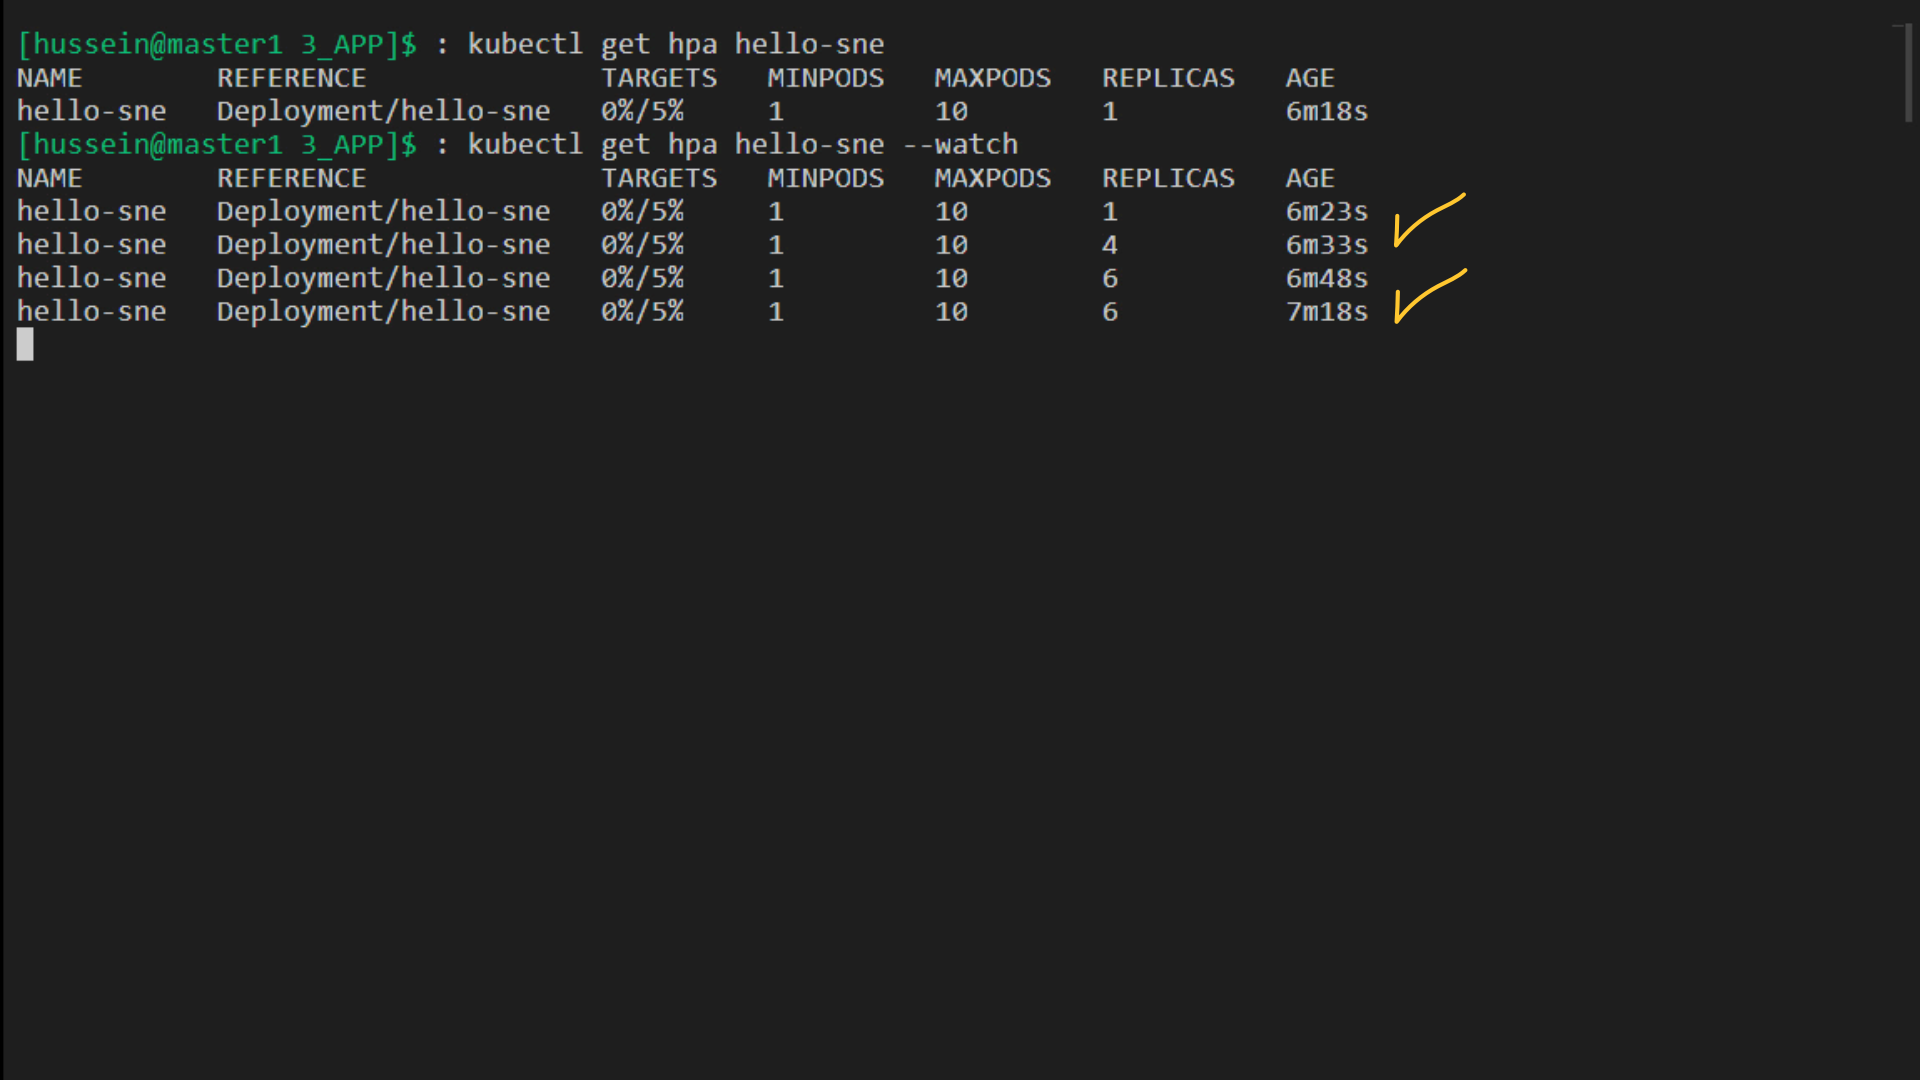 [hussein@master1 3_APP]$ : kubectl get hpa hello-sne
NAME REFERENCE TARGETS MINPODS MAXPODS REPLICAS AGE
hello-sne Deployment/hello-sne 0%/5% 1 10 1 6m18s
[hussein@master1 3_APP]$ : kubectl get hpa hello-sne --watch
NAME REFERENCE TARGETS MINPODS MAXPODS REPLICAS AGE
hello-sne Deployment/hello-sne 0%/5% 1 10 1 6m23s
hello-sne Deployment/hello-sne 0%/5% 1 10 4 6m33s
hello-sne Deployment/hello-sne 0%/5% 1 10 6 6m48s
hello-sne Deployment/hello-sne 0%/5% 1 10 6 7m18s